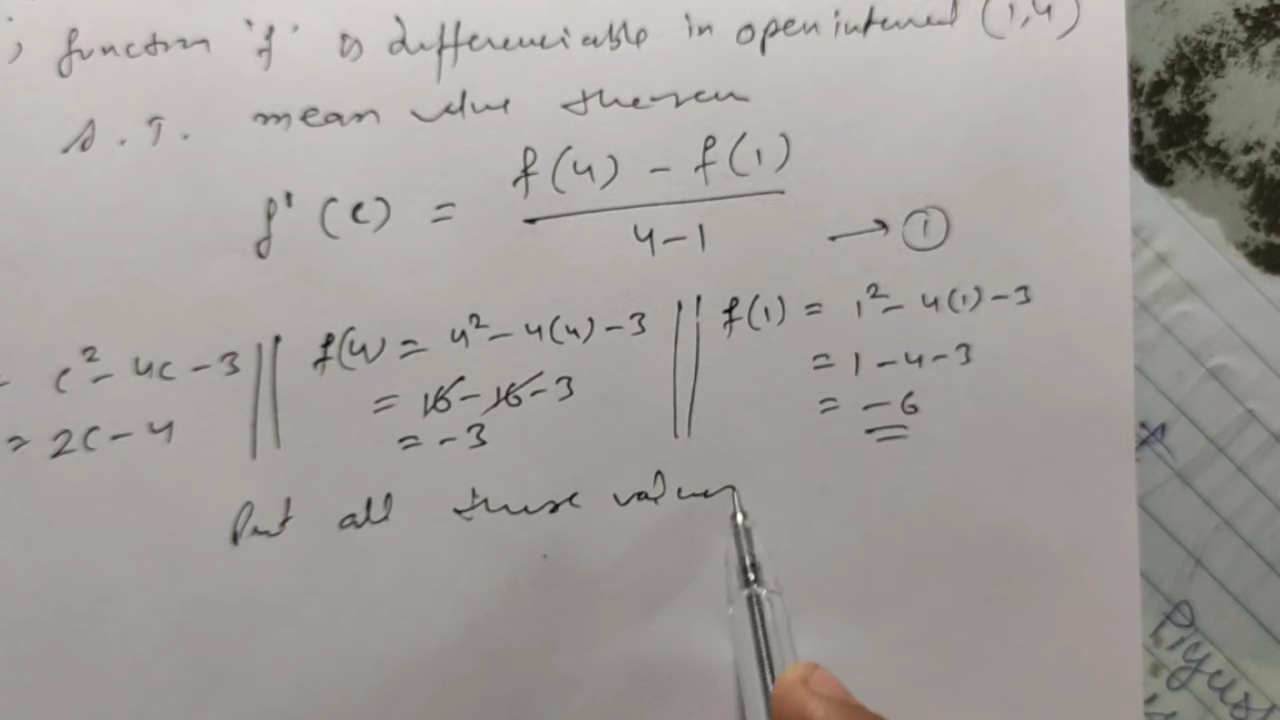 function 'f' is differenciable in open interval (1,4)
S.T. mean value theorem
f'(c) = f(4) - f(1) / 4-1 → ①
c² - 4c - 3 || f(4) = 4² - 4(4) - 3 || f(1) = 1² - 4(1) - 3
= 2c - 4 || = 16 - 16 - 3 || = 1 - 4 - 3
= -3 || = -6
Put all these values
Piyus